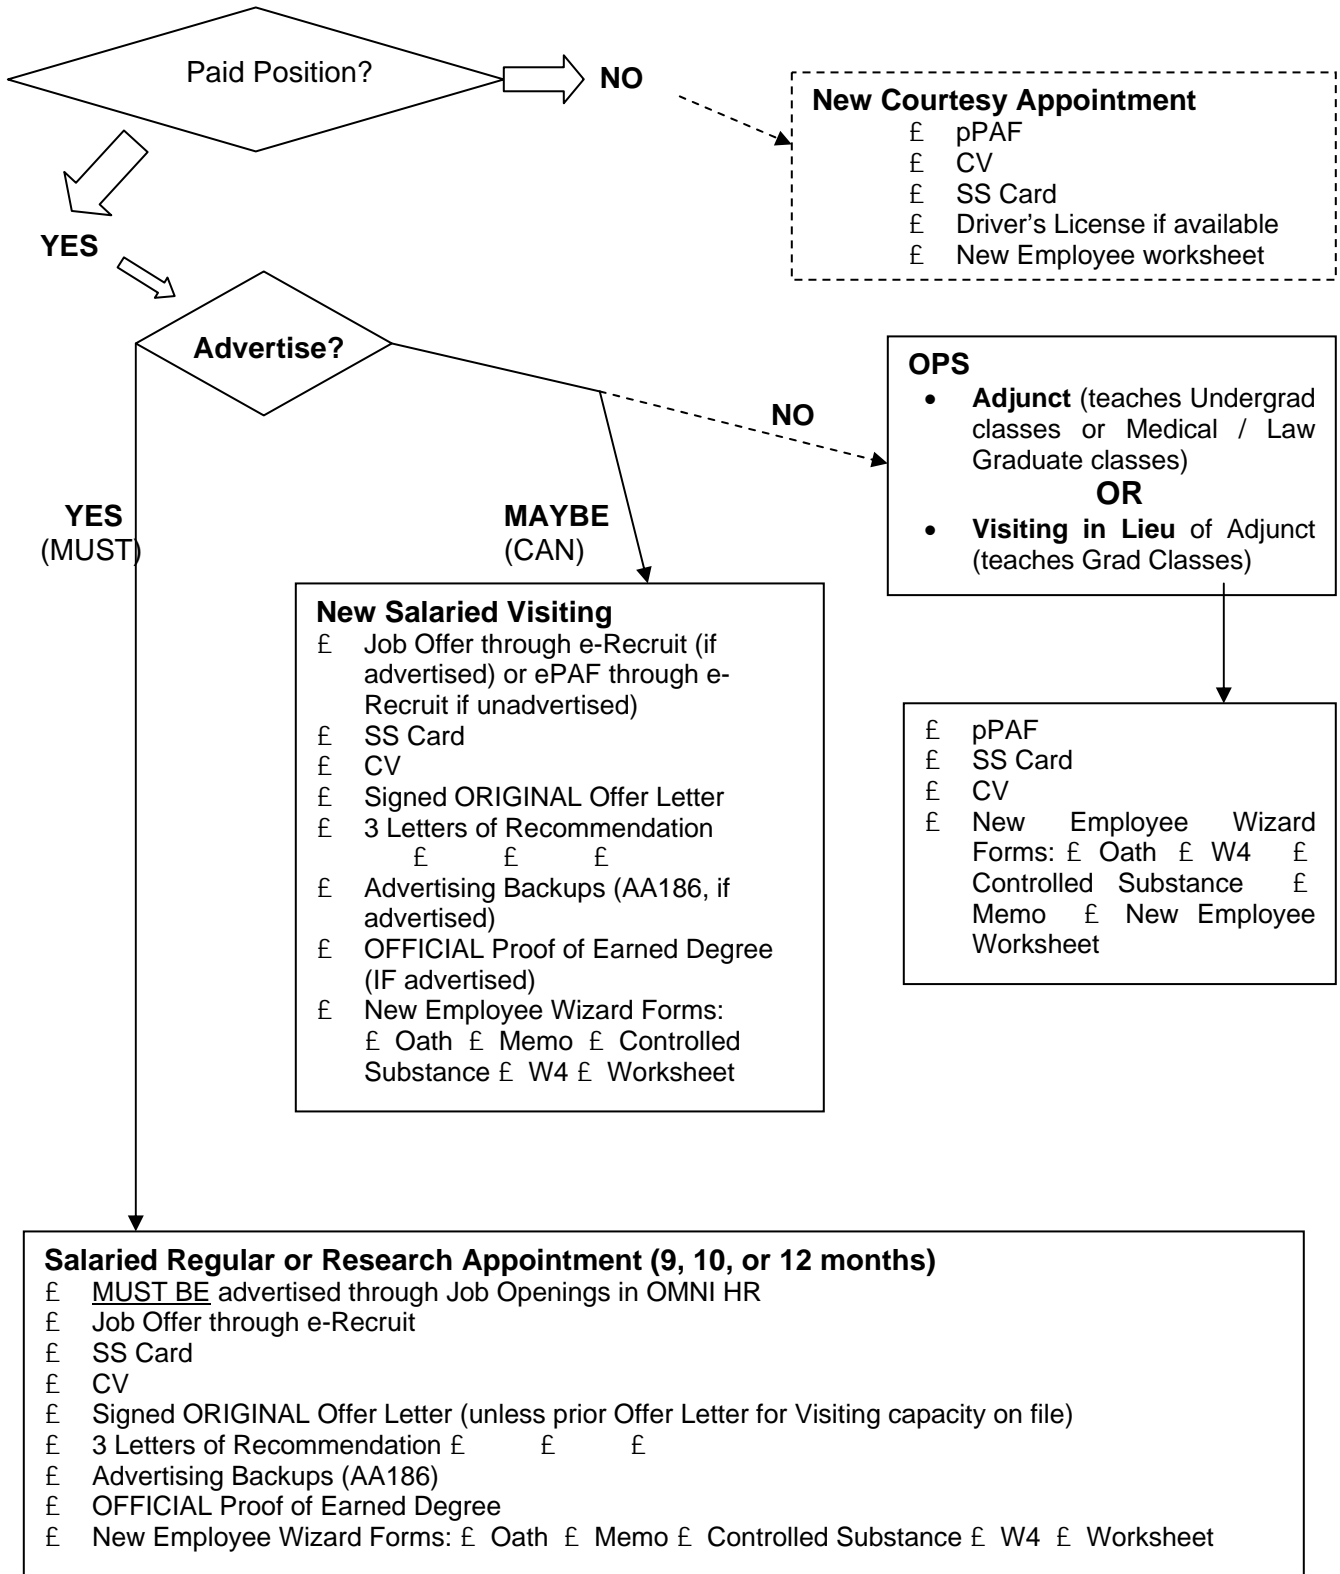 Paid Position?
NO
New Courtesy Appointment
£ pPAF
£ CV
£ SS Card
£ Driver’s License if available
£ New Employee worksheet
YES
Advertise?
NO
OPS
• Adjunct (teaches Undergrad
classes or Medical / Law
Graduate classes)
OR
• Visiting in Lieu of Adjunct
(teaches Grad Classes)
YES
(MUST)
MAYBE
(CAN)
New Salaried Visiting
£ Job Offer through e-Recruit (if
advertised) or ePAF through e-
Recruit if unadvertised)
£ SS Card
£ CV
£ Signed ORIGINAL Offer Letter
£ 3 Letters of Recommendation
£ £ £
£ Advertising Backups (AA186, if
advertised)
£ OFFICIAL Proof of Earned Degree
(IF advertised)
£ New Employee Wizard Forms:
£ Oath £ Memo £ Controlled
Substance £ W4 £ Worksheet
£ pPAF
£ SS Card
£ CV
£ New Employee Wizard
Forms: £ Oath £ W4 £
Controlled Substance £
Memo £ New Employee
Worksheet
Salaried Regular or Research Appointment (9, 10, or 12 months)
£ MUST BE advertised through Job Openings in OMNI HR
£ Job Offer through e-Recruit
£ SS Card
£ CV
£ Signed ORIGINAL Offer Letter (unless prior Offer Letter for Visiting capacity on file)
£ 3 Letters of Recommendation £ £ £
£ Advertising Backups (AA186)
£ OFFICIAL Proof of Earned Degree
£ New Employee Wizard Forms: £ Oath £ Memo £ Controlled Substance £ W4 £ Worksheet